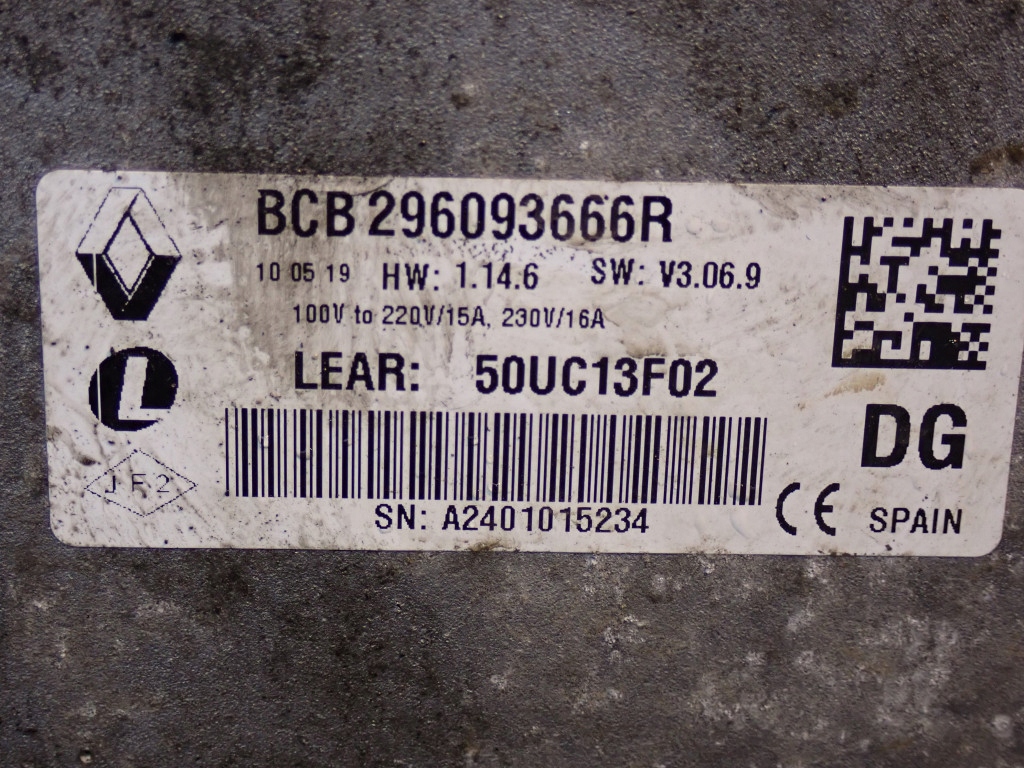 BCB 296093666R
10 05 19 HW: 1.14.6 SW: V3.06.9
100V to 220V/15A, 230V/16A
LEAR: 50UC13F02
L
DG
J F 2
SN: A2401015234
CE SPAIN